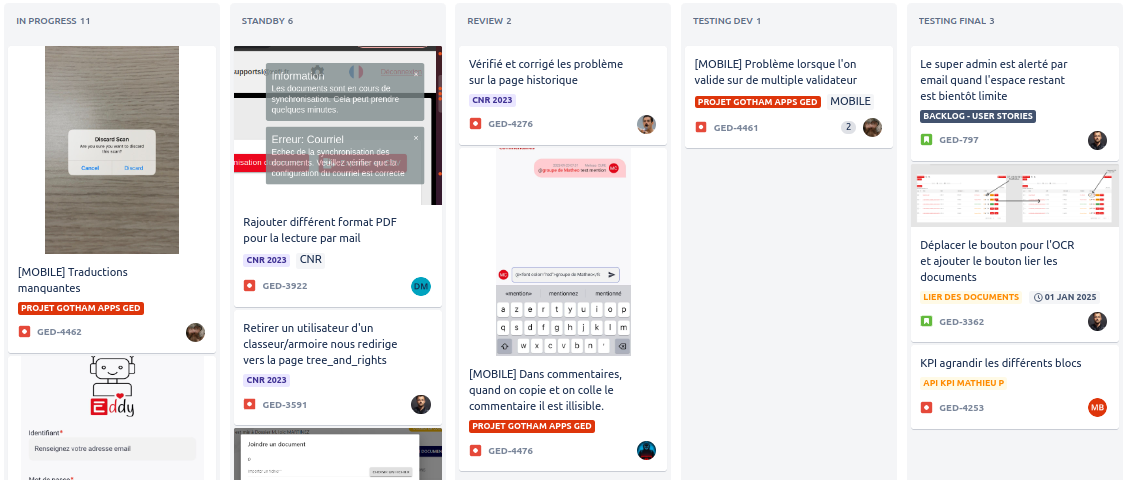 IN PROGRESS 11
Discard Scan
Are you sure you want to discard
this scan?
Cancel Discard
[MOBILE] Traductions
manquantes
PROJET GOTHAM APPS GED
GED-4462
Eddy
Identifiant*
Renseignez votre adresse email
STANDBY 6
Information ×
Les documents sont en cours de
synchronisation. Cela peut prendre
quelques minutes.
Erreur: Courriel ×
Echec de la synchronisation des
documents. Veuillez vérifier que la
configuration du courriel est correcte
Rajouter différent format PDF
pour la lecture par mail
CNR 2023 CNR
GED-3922 DM
Retirer un utilisateur d'un
classeur/armoire nous redirige
vers la page tree_and_rights
CNR 2023
GED-3591
Joindre un document
REVIEW 2
Vérifié et corrigé les problème
sur la page historique
CNR 2023
GED-4276
@groupe de Mathec test mention MC
MC
«mention» mentionnez mentionné
a z e r t y u i o p
q s d f g h j k l m
w x c v b n '
[MOBILE] Dans commentaires,
quand on copie et on colle le
commentaire il est illisible.
PROJET GOTHAM APPS GED
GED-4476
TESTING DEV 1
[MOBILE] Problème lorsque l'on
valide sur de multiple validateur
PROJET GOTHAM APPS GED MOBILE
GED-4461 2
TESTING FINAL 3
Le super admin est alerté par
email quand l'espace restant
est bientôt limite
BACKLOG - USER STORIES
GED-797
Déplacer le bouton pour l'OCR
et ajouter le bouton lier les
documents
LIER DES DOCUMENTS 01 JAN 2025
GED-3362
KPI agrandir les différents blocs
API KPI MATHIEU P
GED-4253 MB